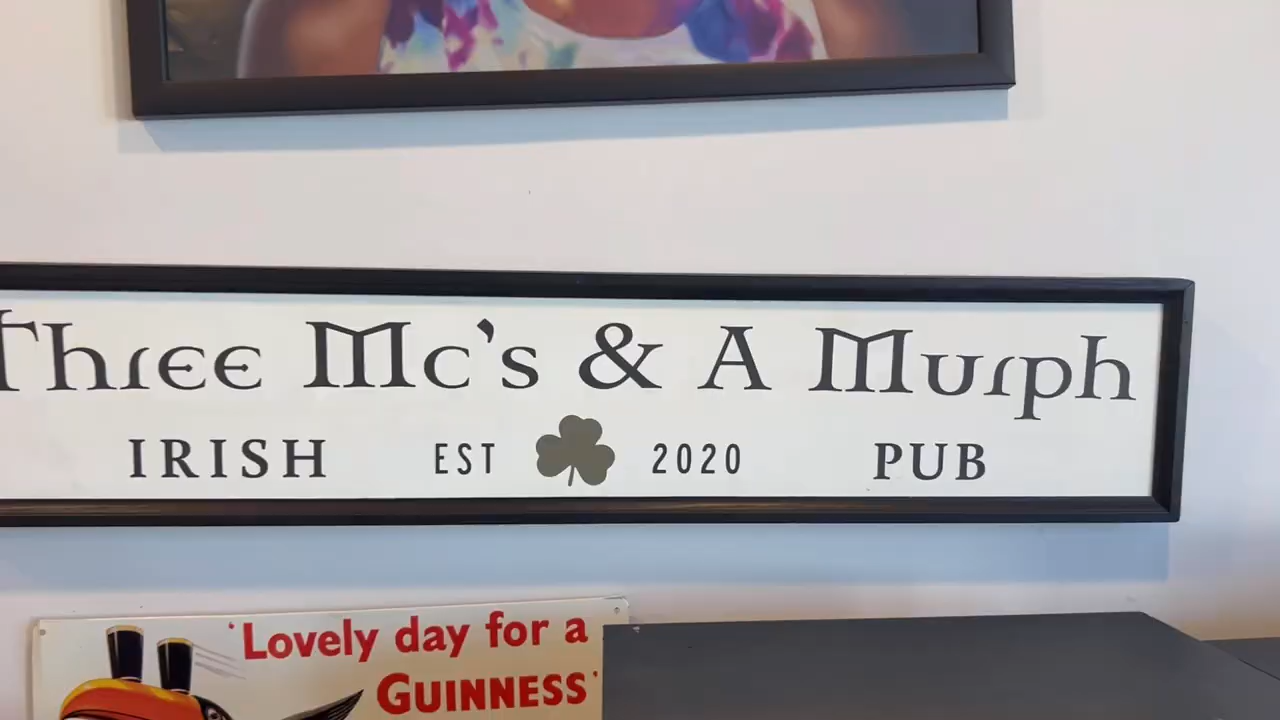 Three Mc's & A Murph
IRISH EST 2020 PUB
'Lovely day for a
GUINNESS'